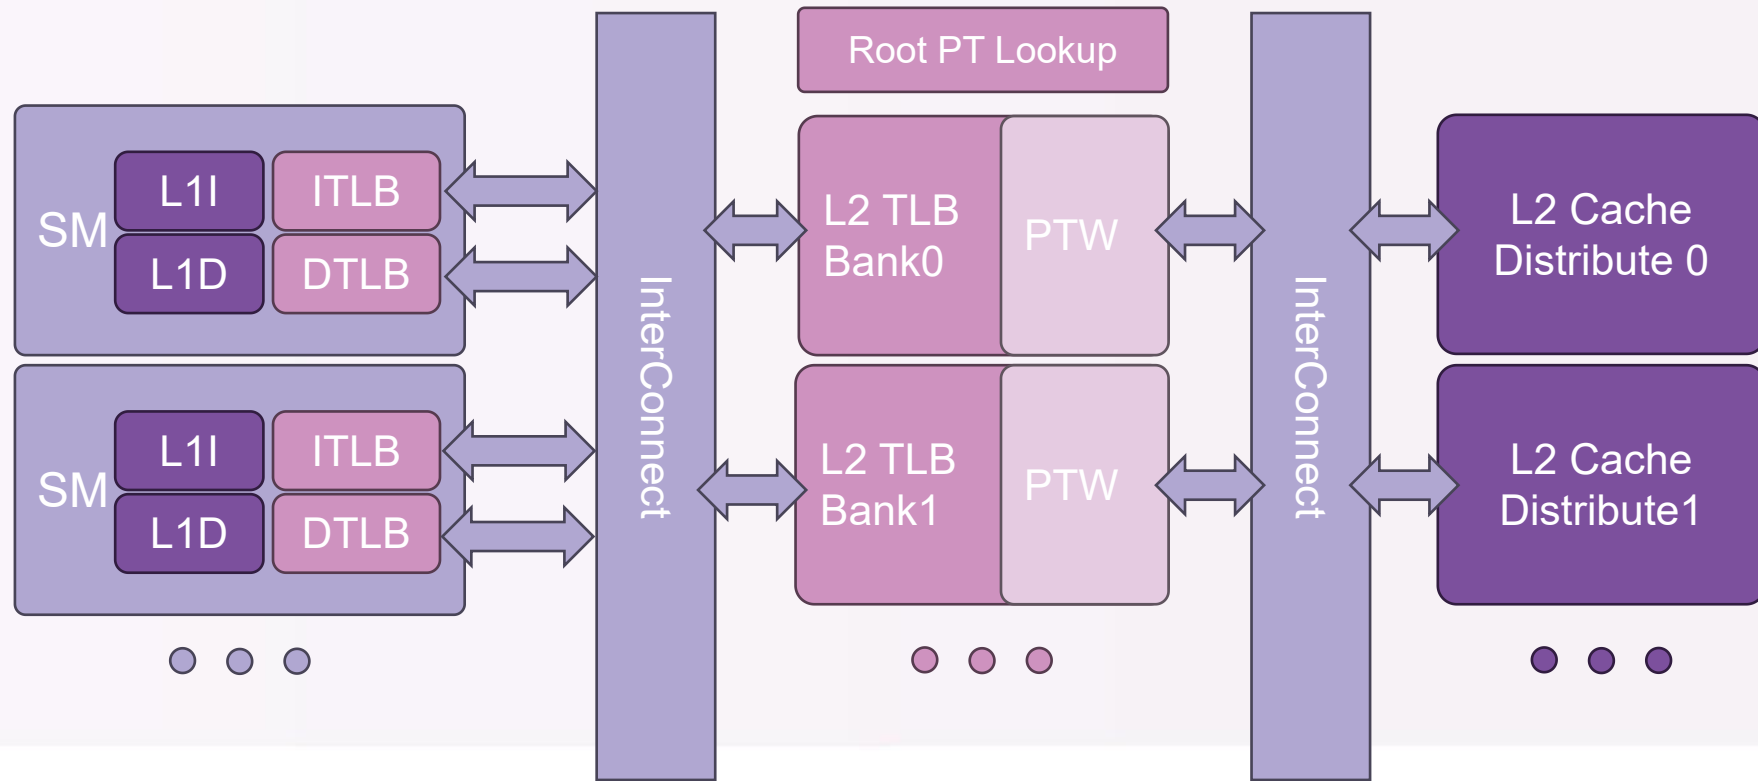 Root PT Lookup
SM
L1I
ITLB
L1D
DTLB
InterConnect
L2 TLB
Bank0
PTW
InterConnect
L2 Cache
Distribute 0
SM
L1I
ITLB
L1D
DTLB
L2 TLB
Bank1
PTW
L2 Cache
Distribute1